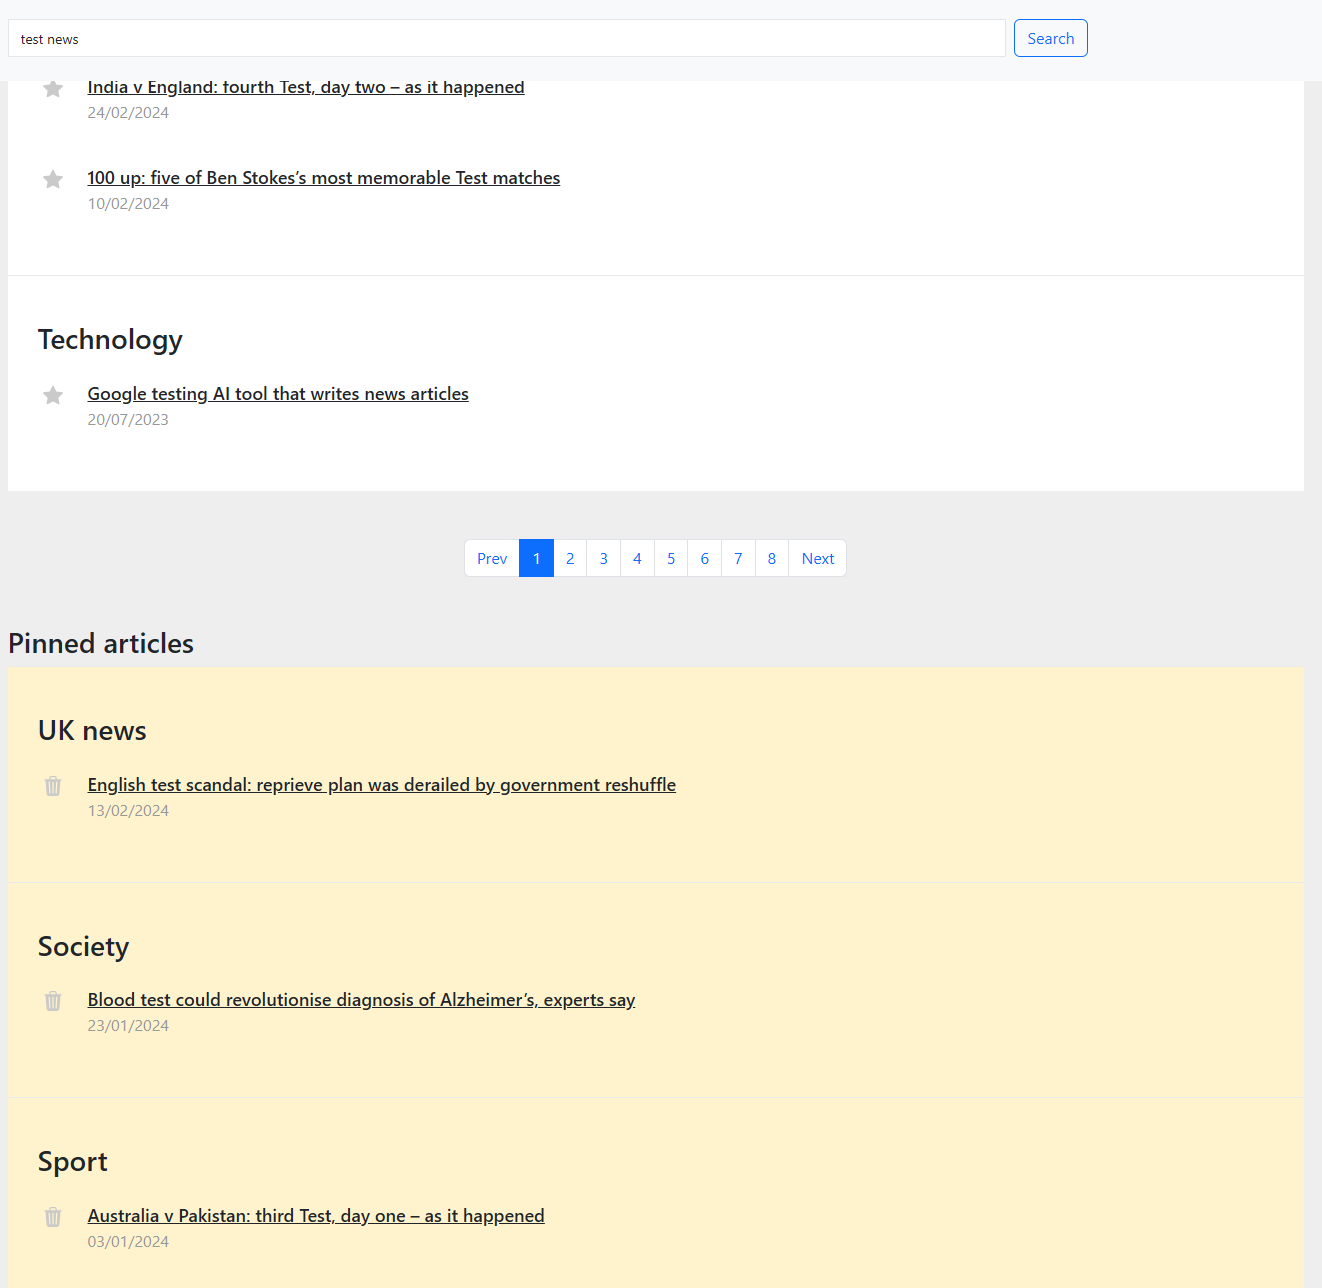 test news
Search
India v England: fourth Test, day two – as it happened
24/02/2024
100 up: five of Ben Stokes’s most memorable Test matches
10/02/2024
Technology
Google testing AI tool that writes news articles
20/07/2023
Prev 1 2 3 4 5 6 7 8 Next
Pinned articles
UK news
English test scandal: reprieve plan was derailed by government reshuffle
13/02/2024
Society
Blood test could revolutionise diagnosis of Alzheimer’s, experts say
23/01/2024
Sport
Australia v Pakistan: third Test, day one – as it happened
03/01/2024